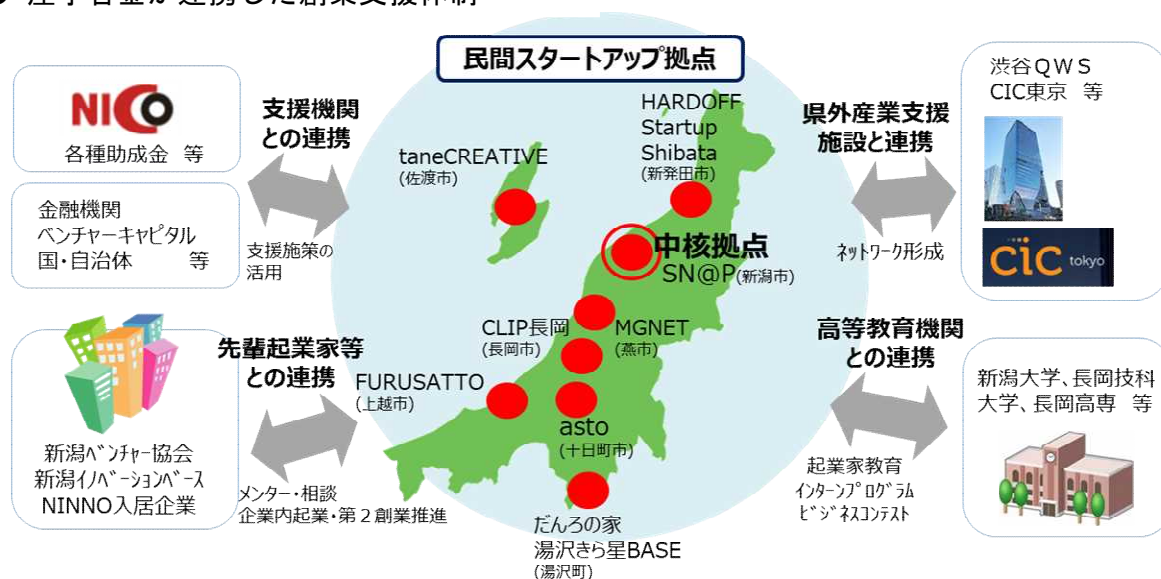 産学官金が連携した創業支援体制
民間スタートアップ拠点
NICO
各種助成金 等
金融機関
ベンチャーキャピタル
国・自治体 等
支援機関
との連携
支援施策の
活用
新潟ﾍﾞﾝﾁｬｰ協会
新潟ｲﾉﾍﾞｰｼｮﾝﾍﾞｰｽ
NINNO入居企業
先輩起業家等
との連携
メンター・相談
企業内起業・第2創業推進
taneCREATIVE
(佐渡市)
HARDOFF
Startup
Shibata
(新発田市)
中核拠点
SN@P(新潟市)
CLIP長岡
(長岡市)
MGNET
(燕市)
FURUSATTO
(上越市)
asto
(十日町市)
だんろの家
湯沢きら星BASE
(湯沢町)
県外産業支援
施設と連携
ﾈｯﾄﾜｰｸ形成
渋谷QWS
CIC東京 等
cic tokyo
高等教育機関
との連携
起業家教育
ｲﾝﾀｰﾝﾌﾟﾛｸﾞﾗﾑ
ﾋﾞｼﾞﾈｽｺﾝﾃｽﾄ
新潟大学、長岡技科
大学、長岡高専 等